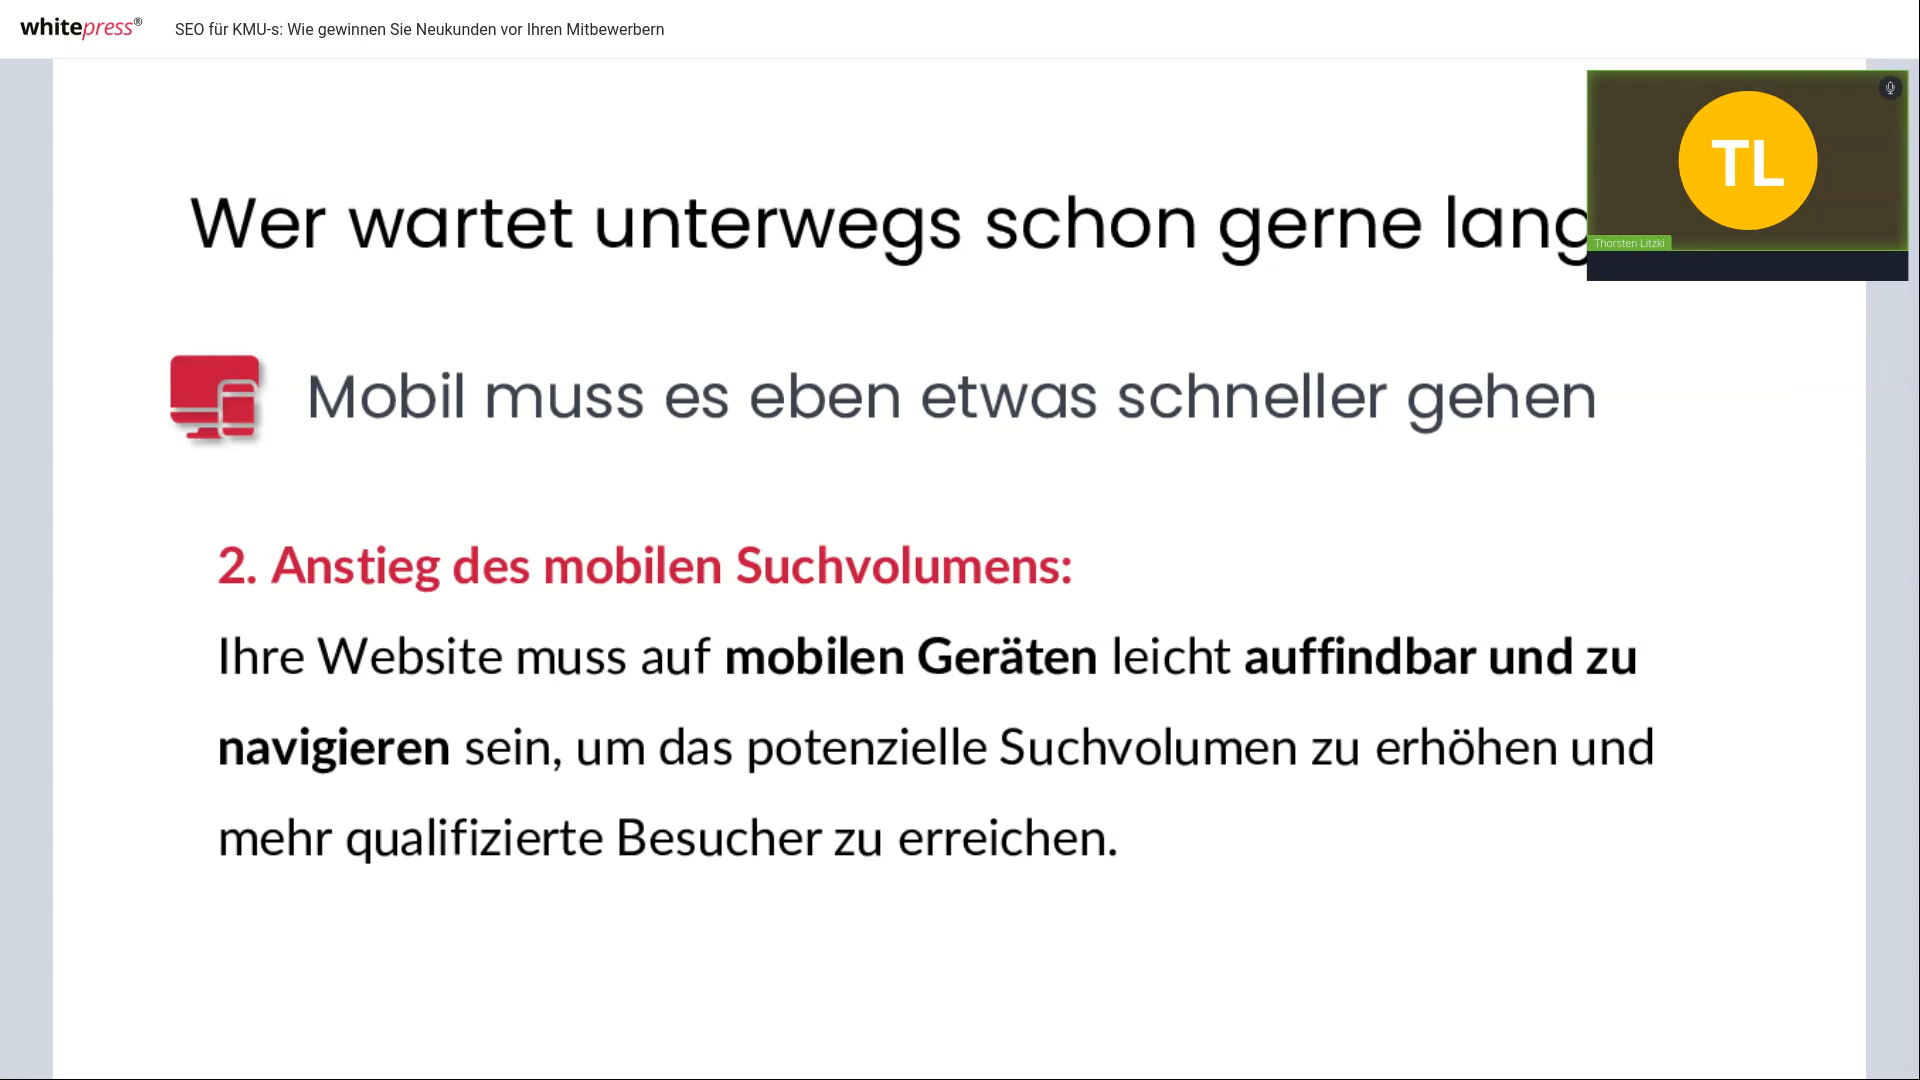 whitepress® SEO für KMU-s: Wie gewinnen Sie Neukunden vor Ihren Mitbewerbern
TL
Thorsten Litzki
Wer wartet unterwegs schon gerne lang
Mobil muss es eben etwas schneller gehen
2. Anstieg des mobilen Suchvolumens:
Ihre Website muss auf mobilen Geräten leicht auffindbar und zu
navigieren sein, um das potenzielle Suchvolumen zu erhöhen und
mehr qualifizierte Besucher zu erreichen.